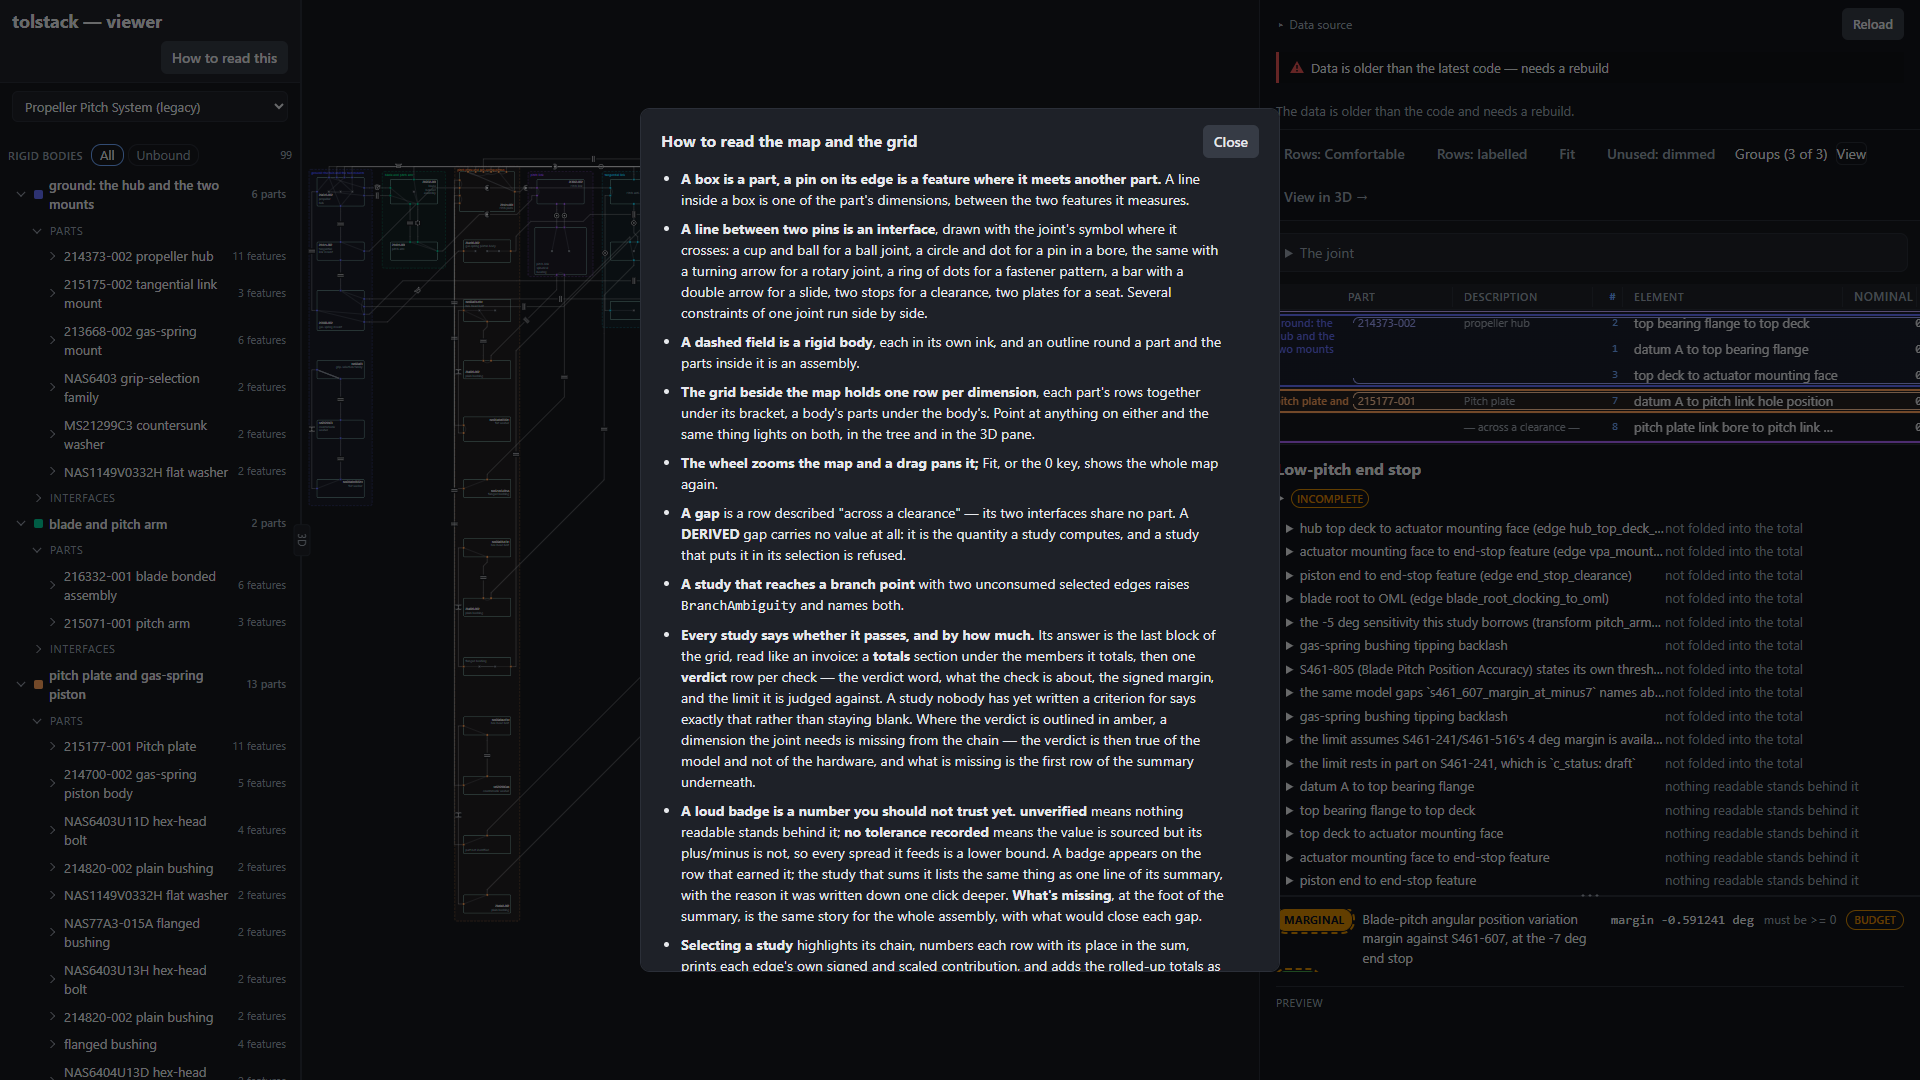 tolstack — viewer
How to read this
Propeller Pitch System (legacy)
RIGID BODIES All Unbound 99
ground: the hub and the two mounts 6 parts
PARTS
214373-002 propeller hub 11 features
215175-002 tangential link mount 3 features
213668-002 gas-spring mount 6 features
NAS6403 grip-selection family 2 features
MS21299C3 countersunk washer 2 features
NAS1149V0332H flat washer 2 features
INTERFACES
blade and pitch arm 2 parts
PARTS
216332-001 blade bonded assembly 6 features
215071-001 pitch arm 3 features
INTERFACES
pitch plate and gas-spring piston 13 parts
PARTS
215177-001 Pitch plate 11 features
214700-002 gas-spring piston body 5 features
NAS6403U11D hex-head bolt 4 features
214820-002 plain bushing 2 features
NAS1149V0332H flat washer 2 features
NAS77A3-015A flanged bushing 2 features
NAS6403U13H hex-head bolt 2 features
214820-002 plain bushing 2 features
flanged bushing 4 features
NAS6404U13D hex-head
3D
How to read the map and the grid
Close
• A box is a part, a pin on its edge is a feature where it meets another part. A line
inside a box is one of the part's dimensions, between the two features it measures.
• A line between two pins is an interface, drawn with the joint's symbol where it
crosses: a cup and ball for a ball joint, a circle and dot for a pin in a bore, the same with
a turning arrow for a rotary joint, a ring of dots for a fastener pattern, a bar with a
double arrow for a slide, two stops for a clearance, two plates for a seat. Several
constraints of one joint run side by side.
• A dashed field is a rigid body, each in its own ink, and an outline round a part and the
parts inside it is an assembly.
• The grid beside the map holds one row per dimension, each part's rows together
under its bracket, a body's parts under the body's. Point at anything on either and the
same thing lights on both, in the tree and in the 3D pane.
• The wheel zooms the map and a drag pans it; Fit, or the 0 key, shows the whole map
again.
• A gap is a row described "across a clearance" — its two interfaces share no part. A
DERIVED gap carries no value at all: it is the quantity a study computes, and a study
that puts it in its selection is refused.
• A study that reaches a branch point with two unconsumed selected edges raises
BranchAmbiguity and names both.
• Every study says whether it passes, and by how much. Its answer is the last block of
the grid, read like an invoice: a totals section under the members it totals, then one
verdict row per check — the verdict word, what the check is about, the signed margin,
and the limit it is judged against. A study nobody has yet written a criterion for says
exactly that rather than staying blank. Where the verdict is outlined in amber, a
dimension the joint needs is missing from the chain — the verdict is then true of the
model and not of the hardware, and what is missing is the first row of the summary
underneath.
• A loud badge is a number you should not trust yet. unverified means nothing
readable stands behind it; no tolerance recorded means the value is sourced but its
plus/minus is not, so every spread it feeds is a lower bound. A badge appears on the
row that earned it; the study that sums it lists the same thing as one line of its summary,
with the reason it was written down one click deeper. What's missing, at the foot of the
summary, is the same story for the whole assembly, with what would close each gap.
• Selecting a study highlights its chain, numbers each row with its place in the sum,
prints each edge's own signed and scaled contribution, and adds the rolled-up totals as
Data source
Reload
Data is older than the latest code — needs a rebuild
The data is older than the code and needs a rebuild.
Rows: Comfortable Rows: labelled Fit Unused: dimmed Groups (3 of 3) View
View in 3D →
The joint
PART DESCRIPTION # ELEMENT NOMINAL
214373-002 propeller hub 2 top bearing flange to top deck
1 datum A to top bearing flange
3 top deck to actuator mounting face
215177-001 Pitch plate 7 datum A to pitch link hole position
— across a clearance — 8 pitch plate link bore to pitch link ...
Low-pitch end stop
INCOMPLETE
hub top deck to actuator mounting face (edge hub_top_deck_... not folded into the total
actuator mounting face to end-stop feature (edge vpa_mount... not folded into the total
piston end to end-stop feature (edge end_stop_clearance) not folded into the total
blade root to OML (edge blade_root_clocking_to_oml) not folded into the total
the -5 deg sensitivity this study borrows (transform pitch_arm... not folded into the total
gas-spring bushing tipping backlash not folded into the total
S461-805 (Blade Pitch Position Accuracy) states its own thresh... not folded into the total
the same model gaps `s461_607_margin_at_minus7` names ab... not folded into the total
gas-spring bushing tipping backlash not folded into the total
the limit assumes S461-241/S461-516's 4 deg margin is availa... not folded into the total
the limit rests in part on S461-241, which is `c_status: draft` not folded into the total
datum A to top bearing flange nothing readable stands behind it
top bearing flange to top deck nothing readable stands behind it
top deck to actuator mounting face nothing readable stands behind it
actuator mounting face to end-stop feature nothing readable stands behind it
piston end to end-stop feature nothing readable stands behind it
MARGINAL Blade-pitch angular position variation margin against S461-607, at the -7 deg end stop margin -0.591241 deg must be >= 0 BUDGET
PREVIEW